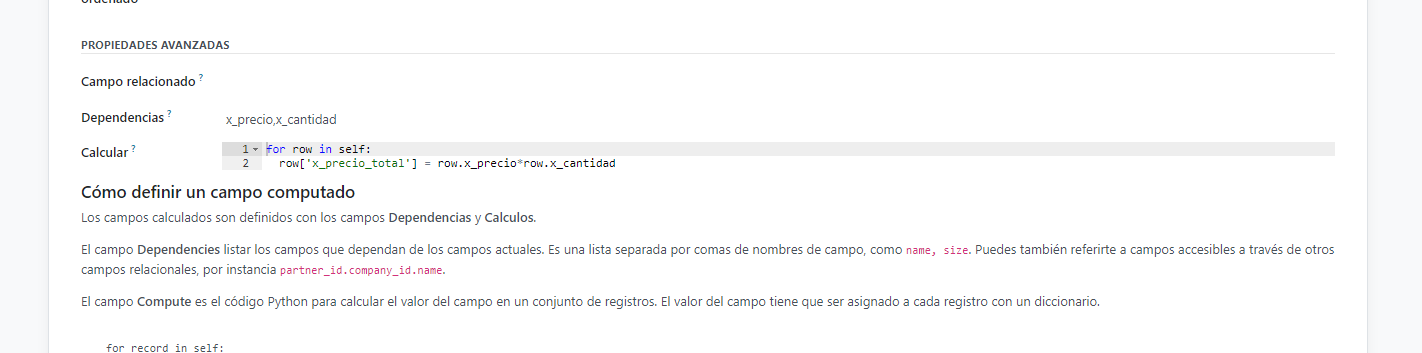 ordenado
PROPIEDADES AVANZADAS
Campo relacionado ?
Dependencias ? x_precio,x_cantidad
Calcular ? 1 for row in self:
2 row['x_precio_total'] = row.x_precio*row.x_cantidad
Cómo definir un campo computado
Los campos calculados son definidos con los campos Dependencias y Calculos.
El campo Dependencies listar los campos que dependan de los campos actuales. Es una lista separada por comas de nombres de campo, como name, size. Puedes también referirte a campos accesibles a través de otros
campos relacionales, por instancia partner_id.company_id.name.
El campo Compute es el código Python para calcular el valor del campo en un conjunto de registros. El valor del campo tiene que ser asignado a cada registro con un diccionario.
for record in self: